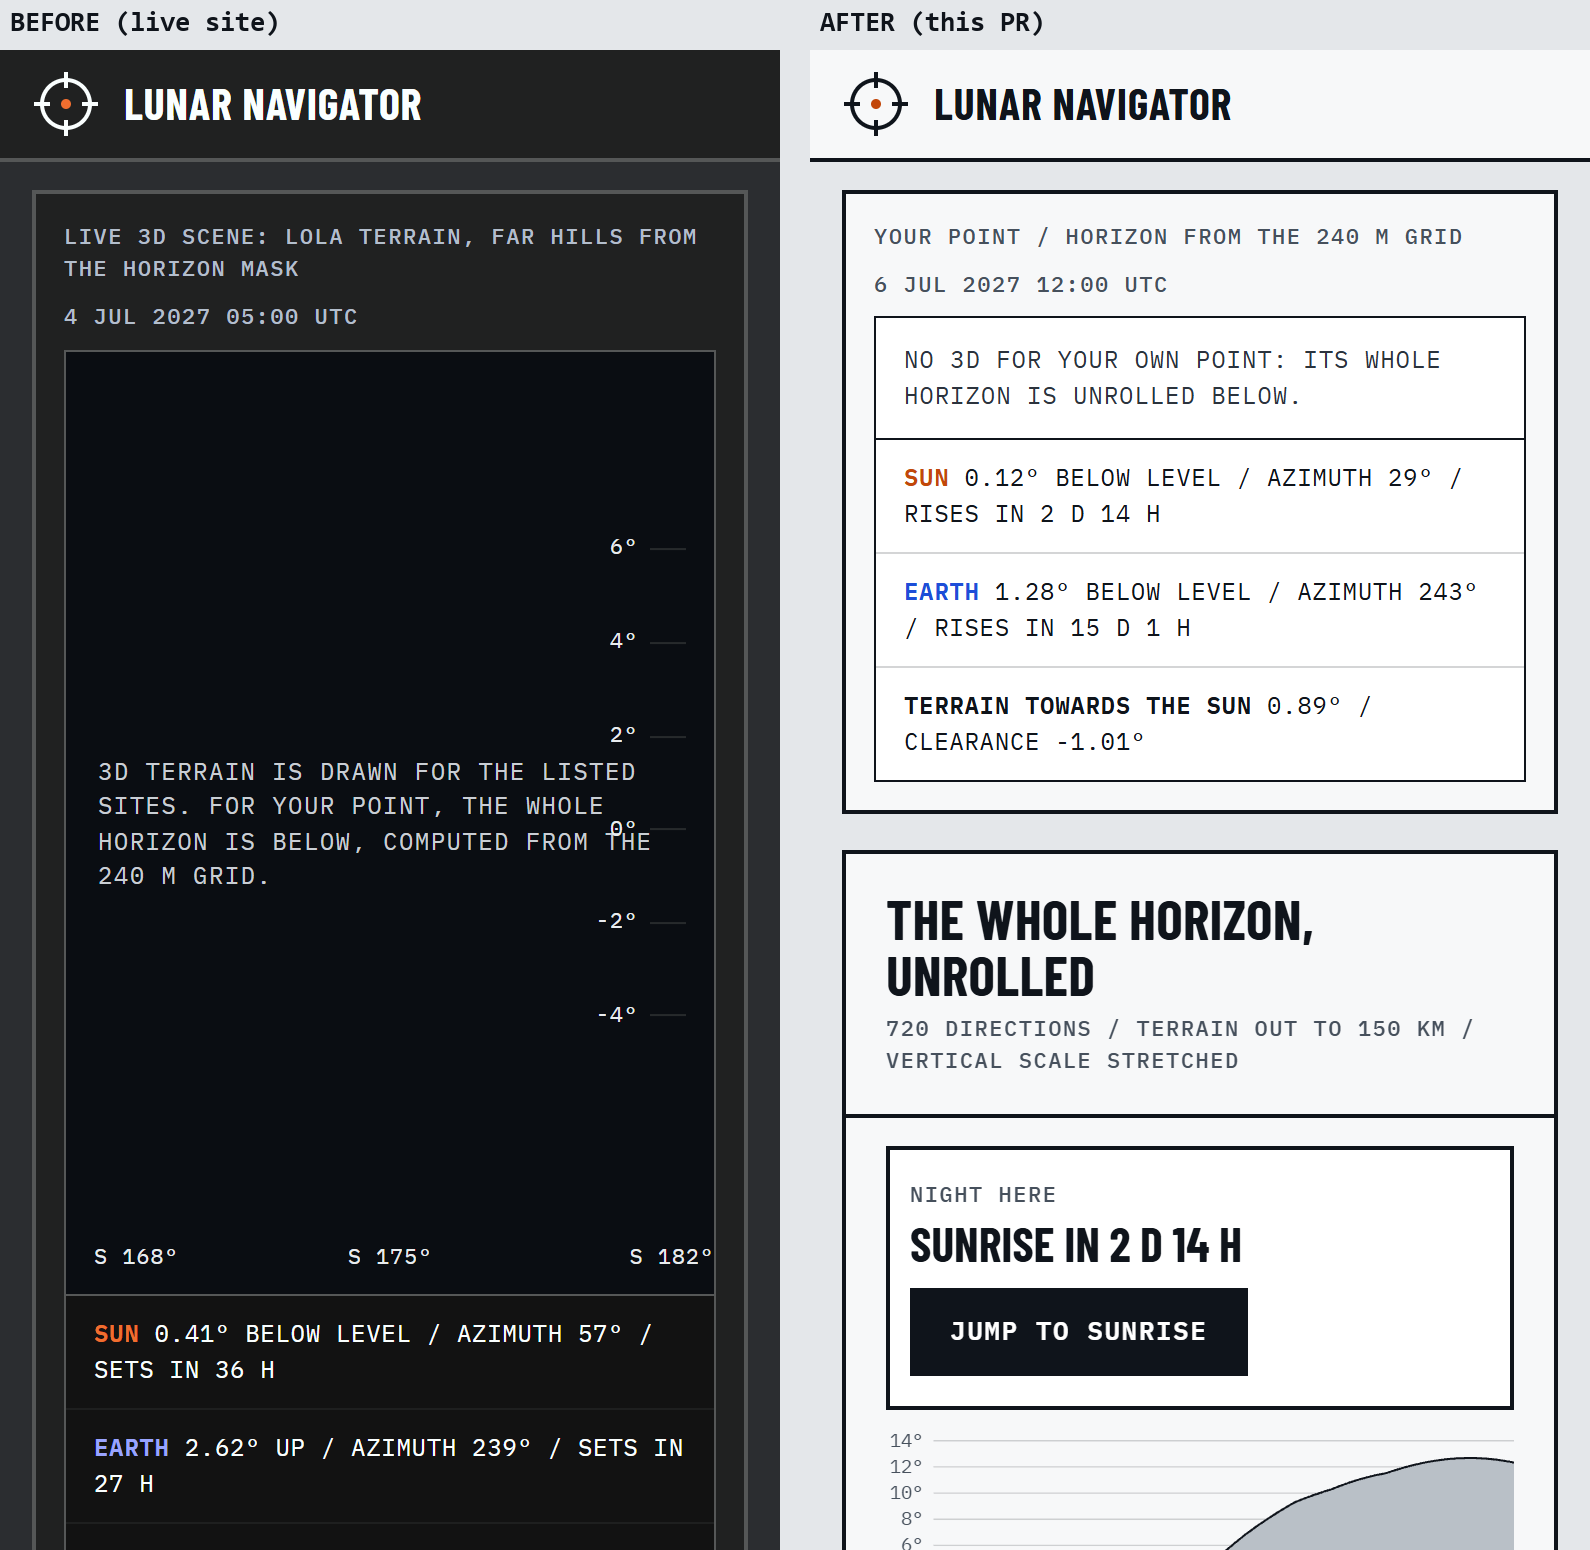 BEFORE (live site)
LUNAR NAVIGATOR
LIVE 3D SCENE: LOLA TERRAIN, FAR HILLS FROM
THE HORIZON MASK
4 JUL 2027 05:00 UTC
6°
4°
2°
3D TERRAIN IS DRAWN FOR THE LISTED
SITES. FOR YOUR POINT, THE WHOLE
0°
HORIZON IS BELOW, COMPUTED FROM THE
240 M GRID.
-2°
-4°
S 168°
S 175°
S 182°
SUN 0.41° BELOW LEVEL / AZIMUTH 57° /
SETS IN 36 H
EARTH 2.62° UP / AZIMUTH 239° / SETS IN
27 H
AFTER (this PR)
LUNAR NAVIGATOR
YOUR POINT / HORIZON FROM THE 240 M GRID
6 JUL 2027 12:00 UTC
NO 3D FOR YOUR OWN POINT: ITS WHOLE
HORIZON IS UNROLLED BELOW.
SUN 0.12° BELOW LEVEL / AZIMUTH 29° /
RISES IN 2 D 14 H
EARTH 1.28° BELOW LEVEL / AZIMUTH 243°
/ RISES IN 15 D 1 H
TERRAIN TOWARDS THE SUN 0.89° /
CLEARANCE -1.01°
THE WHOLE HORIZON,
UNROLLED
720 DIRECTIONS / TERRAIN OUT TO 150 KM /
VERTICAL SCALE STRETCHED
NIGHT HERE
SUNRISE IN 2 D 14 H
JUMP TO SUNRISE
14°
12°
10°
8°
6°